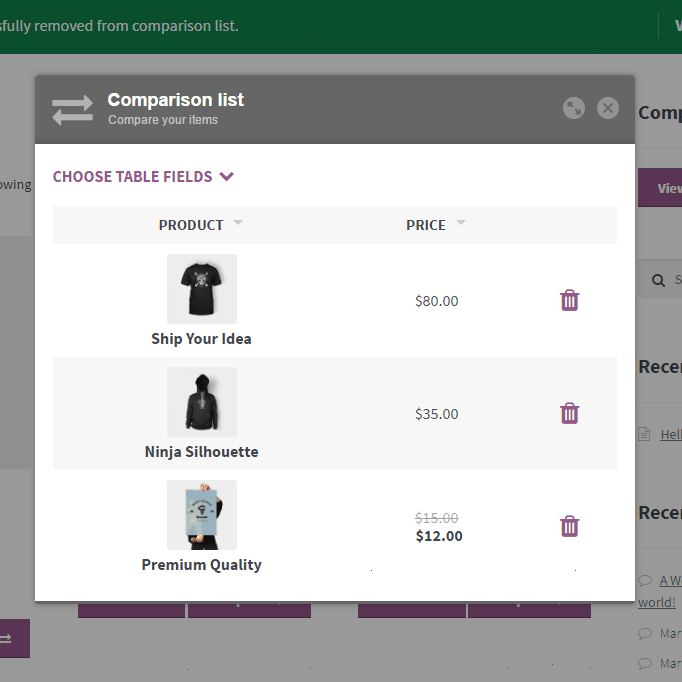 sfully removed from comparison list.
Comparison list
Compare your items
CHOOSE TABLE FIELDS
PRODUCT
PRICE
Ship Your Idea
$80.00
Ninja Silhouette
$35.00
Premium Quality
$15.00
$12.00
owing
Comp
View
S
Recen
Hell
Recen
A W
world!
Mar
Mar